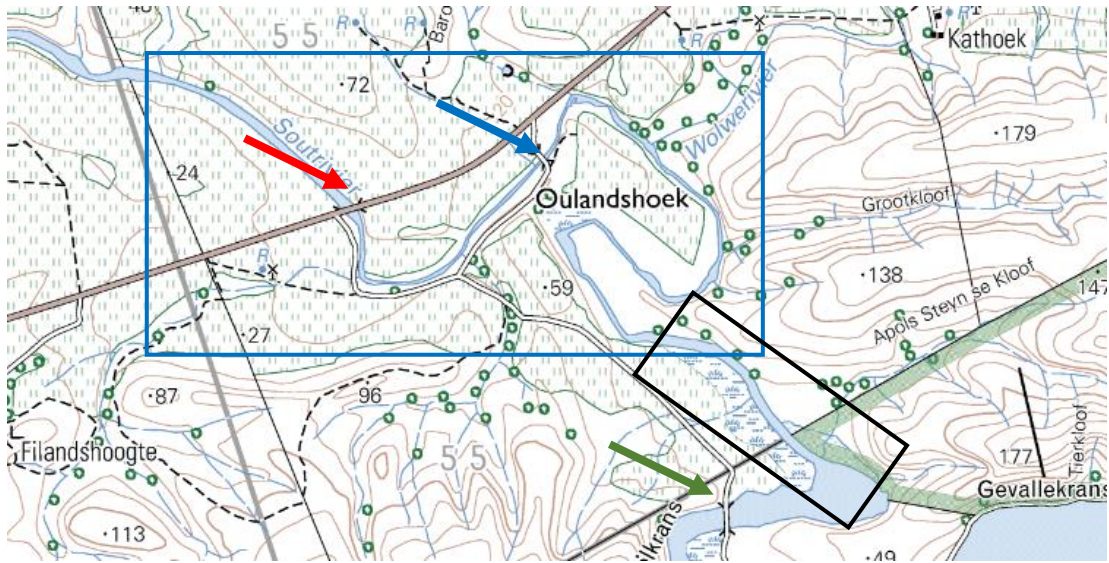 R
R
Baro
5 5
R
Kathoek
72
20
Soutrivier
Wolwerivier
179
24
Oulandshoek
Grootkloof
R
59
138
147
Apols Steyn se Kloof
27
87
96
5 5
Filandshoogte
177
Tierkloof
Gevallekrans
113
49